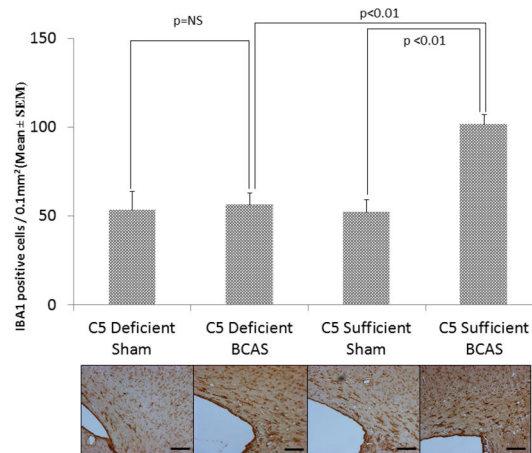 p<0.01
p=NS
p <0.01
IBA1 positive cells / 0.1mm²(Mean± SEM)
150
100
50
0
C5 Deficient
Sham
C5 Deficient
BCAS
C5 Sufficient
Sham
C5 Sufficient
BCAS